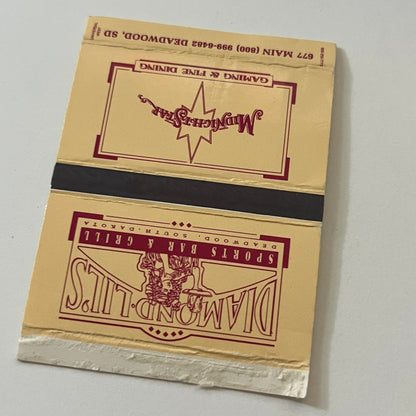 677 MAIN (800) 999-6482 DEADWOOD, SD
GAMING & FINE DINING
MIDNIGHT STAR
DIAMOND LIL'S
SPORTS BAR & GRILL
DEADWOOD, SOUTH DAKOTA